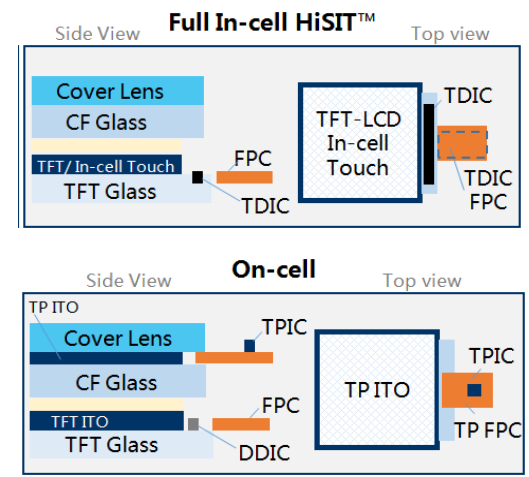 Full In-cell HiSIT™
Side View
Top view
Cover Lens
CF Glass
TFT/ In-cell Touch
TFT Glass
FPC
TDIC
TFT-LCD
In-cell
Touch
TDIC
TDIC
FPC
On-cell
Side View
Top view
TP ITO
Cover Lens
CF Glass
TFT ITO
TFT Glass
TPIC
FPC
DDIC
TP ITO
TPIC
TP FPC